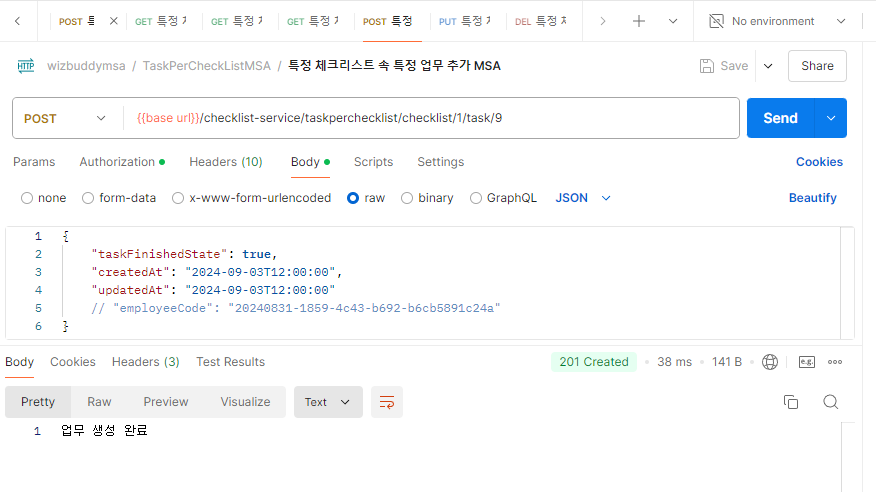 POST GET 특정 GET 특정 GET 특정 POST 특정 PUT 특정 DEL 특정 No environment
HTTP wizbuddymsa / TaskPerCheckListMSA / 특정 체크리스트 속 특정 업무 추가 MSA Save Share
POST {{base url}}/checklist-service/taskperchecklist/checklist/1/task/9 Send
Params Authorization Headers (10) Body Scripts Settings Cookies
none form-data x-www-form-urlencoded raw binary GraphQL JSON Beautify
1 {
2 "taskFinishedState": true,
3 "createdAt": "2024-09-03T12:00:00",
4 "updatedAt": "2024-09-03T12:00:00"
5 // "employeeCode": "20240831-1859-4c43-b692-b6cb5891c24a"
6 }
Body Cookies Headers (3) Test Results 201 Created 38 ms 141 B e.g.
Pretty Raw Preview Visualize Text
1 업무 생성 완료